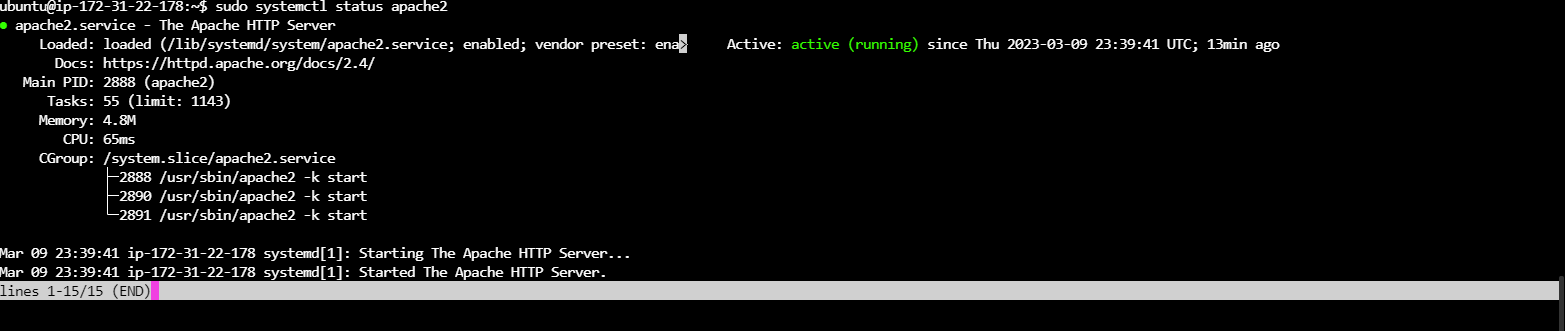 ubuntu@ip-172-31-22-178:~$ sudo systemctl status apache2
● apache2.service - The Apache HTTP Server
     Loaded: loaded (/lib/systemd/system/apache2.service; enabled; vendor preset: ena>     Active: active (running) since Thu 2023-03-09 23:39:41 UTC; 13min ago
       Docs: https://httpd.apache.org/docs/2.4/
   Main PID: 2888 (apache2)
      Tasks: 55 (limit: 1143)
     Memory: 4.8M
        CPU: 65ms
     CGroup: /system.slice/apache2.service
             ├─2888 /usr/sbin/apache2 -k start
             ├─2890 /usr/sbin/apache2 -k start
             └─2891 /usr/sbin/apache2 -k start

Mar 09 23:39:41 ip-172-31-22-178 systemd[1]: Starting The Apache HTTP Server...
Mar 09 23:39:41 ip-172-31-22-178 systemd[1]: Started The Apache HTTP Server.
lines 1-15/15 (END)